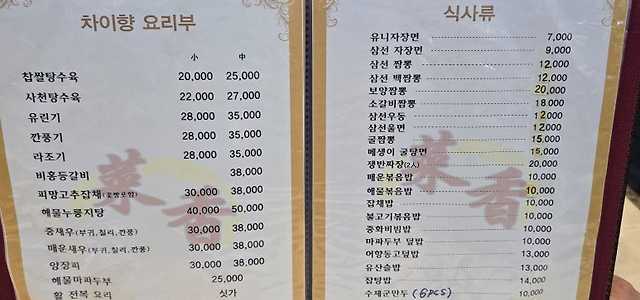 차이향 요리부
小 中
찹쌀탕수육 20,000 25,000
사천탕수육 22,000 27,000
유린기 28,000 35,000
깐풍기 28,000 35,000
라조기 28,000 35,000
비홍등갈비 38,000
피망고추잡채(꽃빵포함) 30,000 38,000
해물누룽지탕 40,000 50,000
중새우(부귀,칠리,깐풍) 30,000 38,000
매운새우(부귀,칠리,깐풍) 30,000 38,000
양장피 30,000 38,000
해물마파두부 25,000
활 전복 요리 싯가
菜香
식사류
유니자장면 7,000
삼선 자장면 9,000
삼선 짬뽕 12,000
삼선 백짬뽕 12,000
보양짬뽕 20,000
소갈비짬뽕 18,000
삼선우동 12,000
삼선울면 12,000
굴짬뽕 15,000
매생이 굴탕면 15,000
쟁반짜장(2人) 20,000
매운볶음밥 10,000
해물볶음밥 10,000
잡채밥 10,000
불고기볶음밥 10,000
중화비빔밥 10,000
마파두부 덮밥 10,000
어향동고덮밥 13,000
유산슬밥 13,000
잡탕밥 14,000
수제군만두 (6pcs) 10,000
菜香